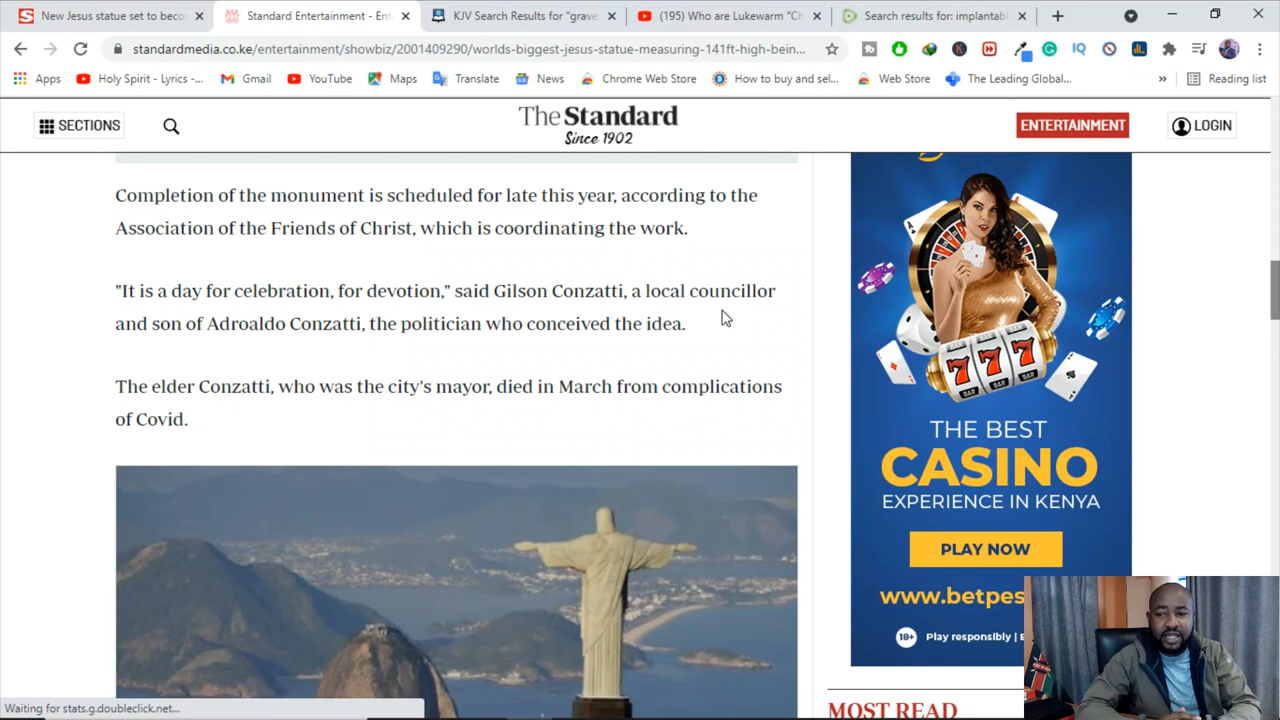 New Jesus statue set to beco
Standard Entertainment - Ent
KJV Search Results for "grave
(195) Who are Lukewarm "Ch
Search results for: implantabl
standardmedia.co.ke/entertainment/showbiz/2001409290/worlds-biggest-jesus-statue-measuring-141ft-high-bein...
Apps
Holy Spirit - Lyrics -...
Gmail
YouTube
Maps
Translate
News
Chrome Web Store
How to buy and sel...
Web Store
The Leading Global...
»
Reading list
SECTIONS
The Standard
Since 1902
ENTERTAINMENT
LOGIN
Completion of the monument is scheduled for late this year, according to the
Association of the Friends of Christ, which is coordinating the work.
"It is a day for celebration, for devotion," said Gilson Conzatti, a local councillor
and son of Adroaldo Conzatti, the politician who conceived the idea.
The elder Conzatti, who was the city's mayor, died in March from complications
of Covid.
777
THE BEST
CASINO
EXPERIENCE IN KENYA
PLAY NOW
www.betpes
18+ Play responsibly |
MOST READ
Waiting for stats.g.doubleclick.net...